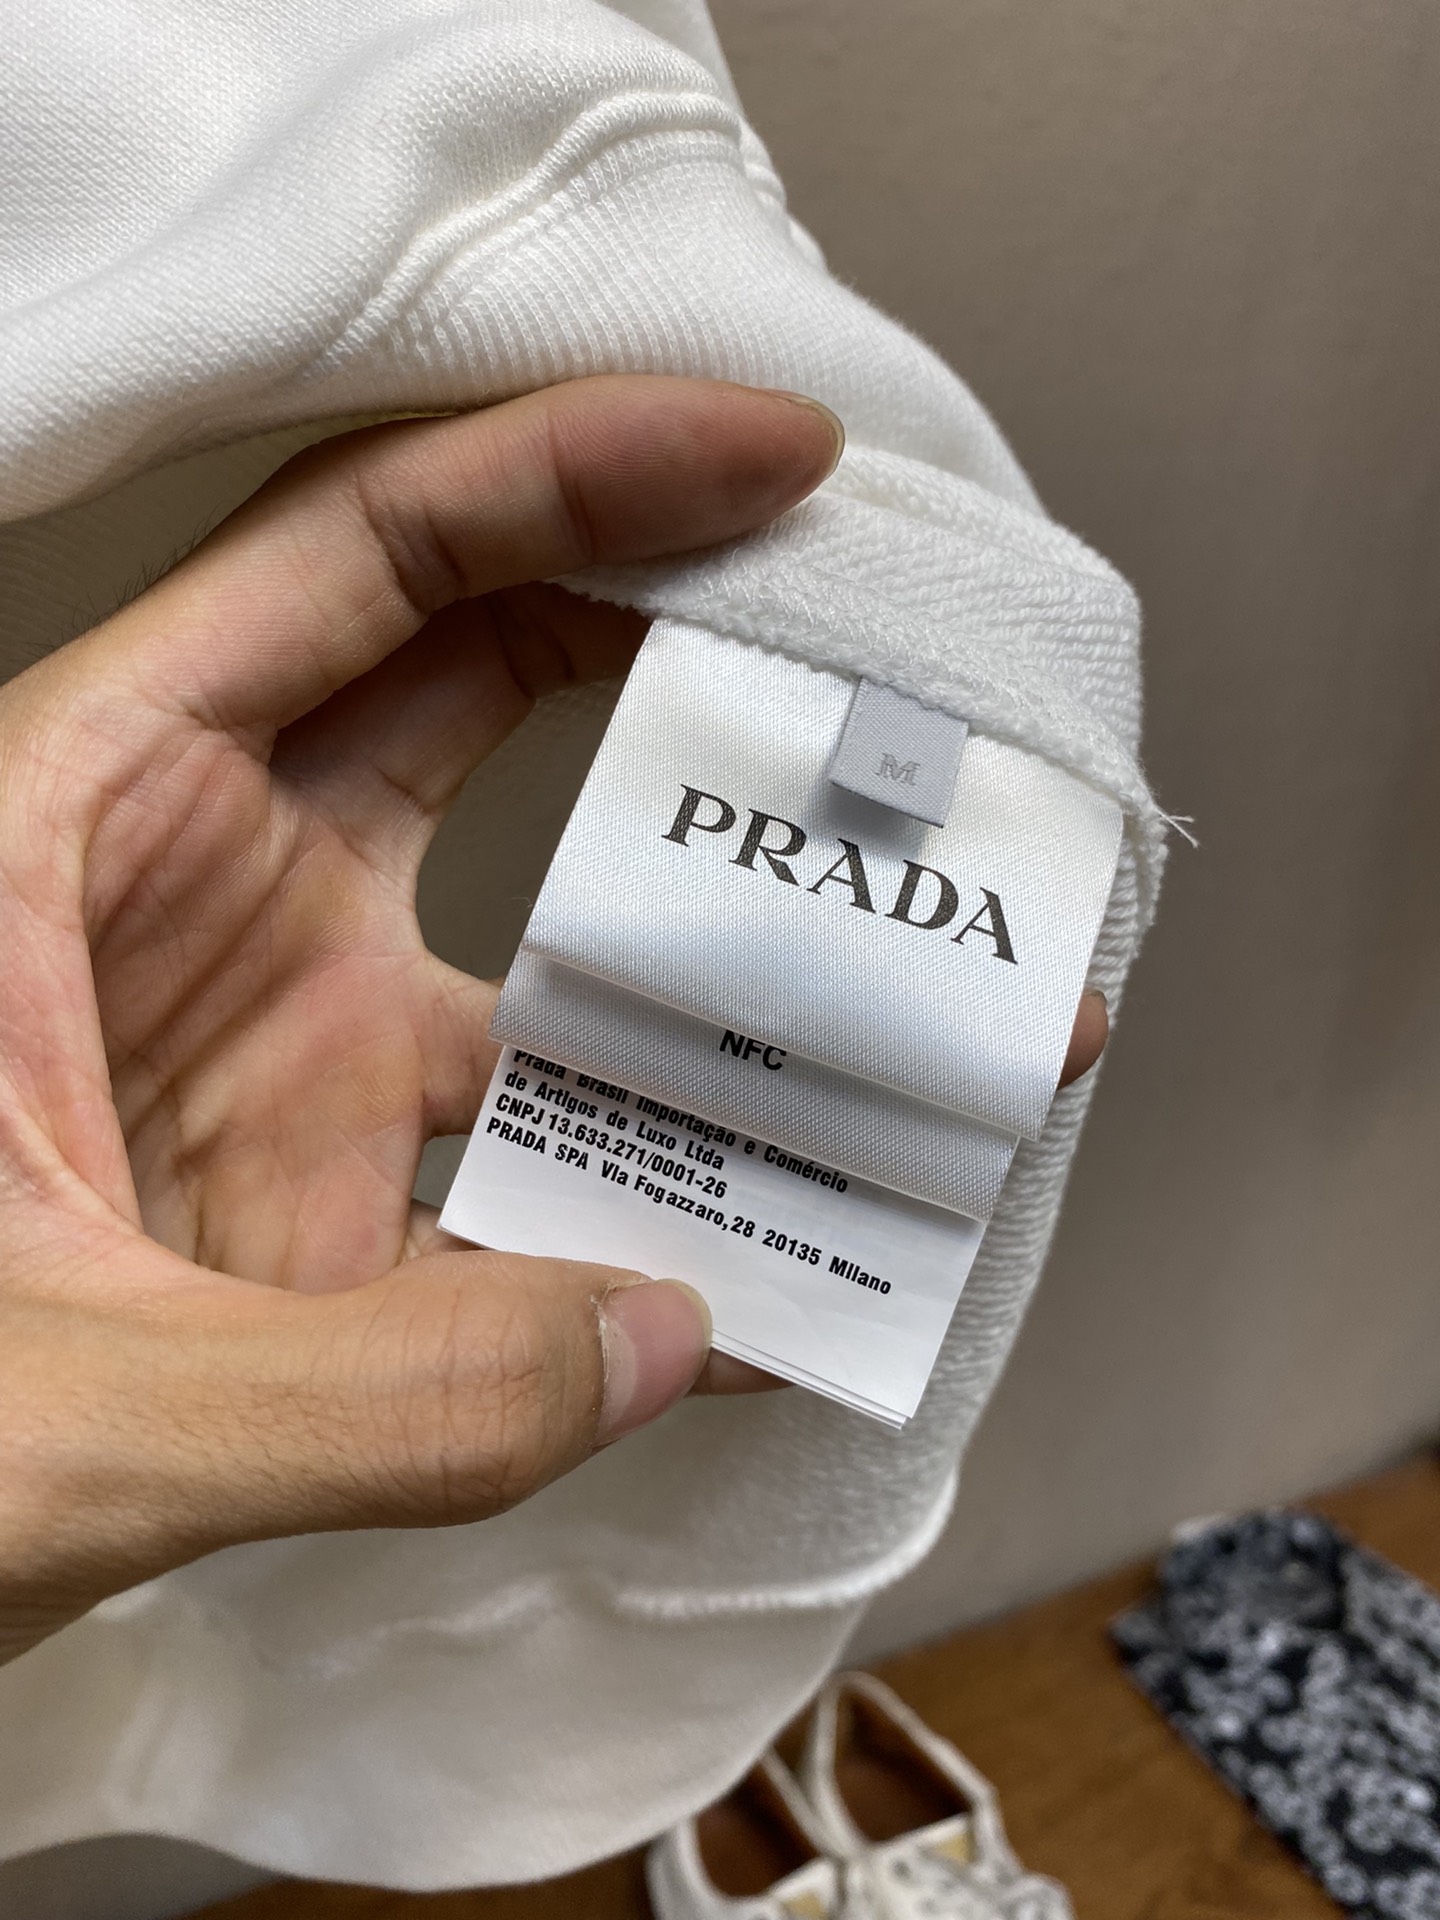 M
PRADA
NFC
Prada Brasil Importação e Comércio
de Artigos de Luxo Ltda
CNPJ 13.633.271/0001-26
PRADA SPA Via Fogazzaro,28 20135 Milano